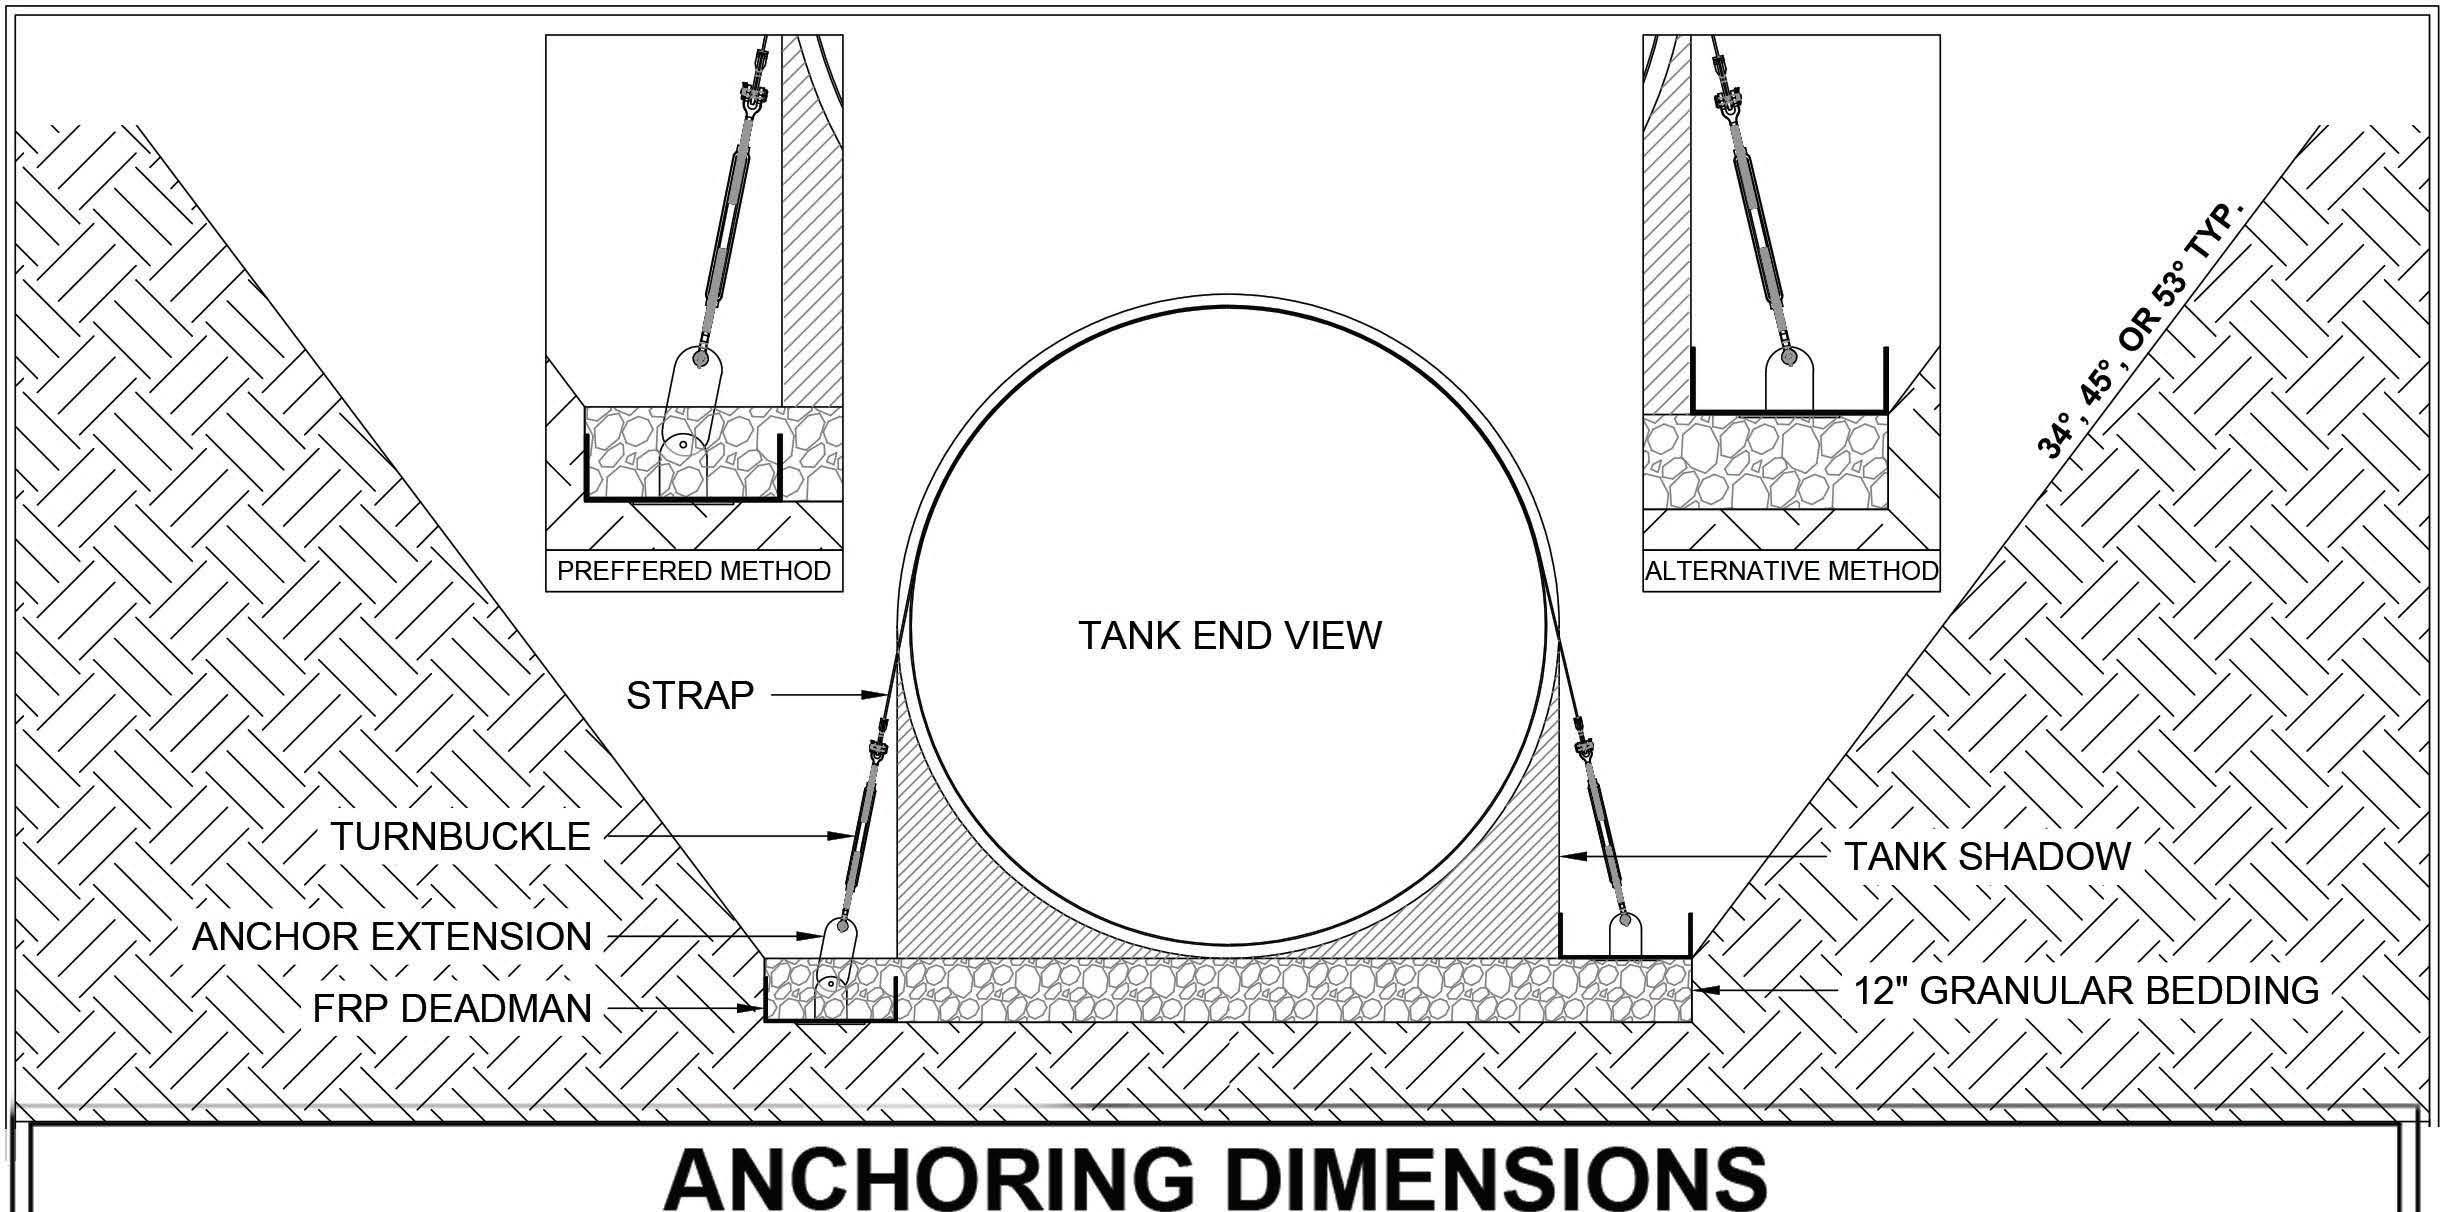 PREFFERED METHOD
ALTERNATIVE METHOD
34°, 45°, OR 53° TYP.
TANK END VIEW
STRAP
TURNBUCKLE
TANK SHADOW
ANCHOR EXTENSION
12" GRANULAR BEDDING
FRP DEADMAN
ANCHORING DIMENSIONS